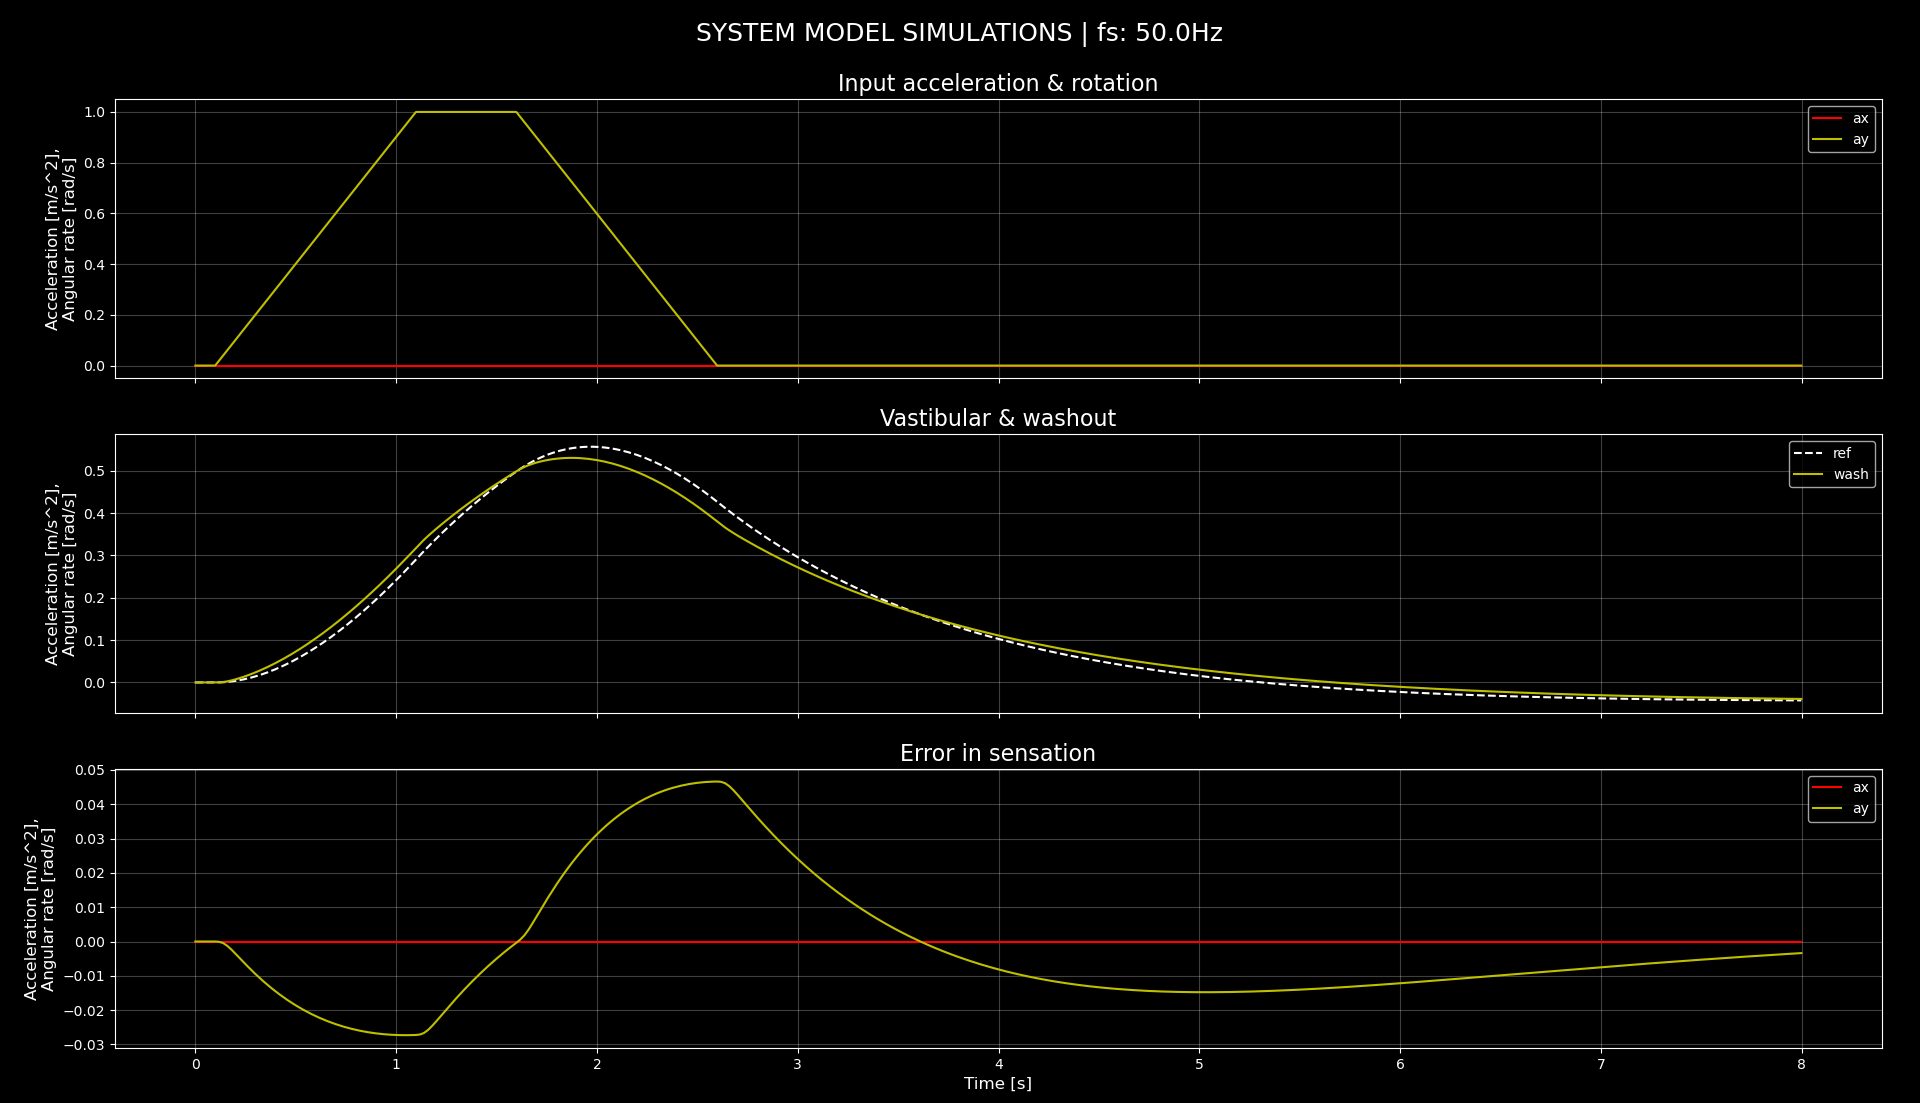 SYSTEM MODEL SIMULATIONS | fs: 50.0Hz
Input acceleration & rotation
Acceleration [m/s^2],
Angular rate [rad/s]
1.0
0.8
0.6
0.4
0.2
0.0
ax
ay
Vastibular & washout
Acceleration [m/s^2],
Angular rate [rad/s]
0.5
0.4
0.3
0.2
0.1
0.0
ref
wash
Error in sensation
Acceleration [m/s^2],
Angular rate [rad/s]
0.05
0.04
0.03
0.02
0.01
0.00
−0.01
−0.02
−0.03
ax
ay
0 1 2 3 4 5 6 7 8
Time [s]